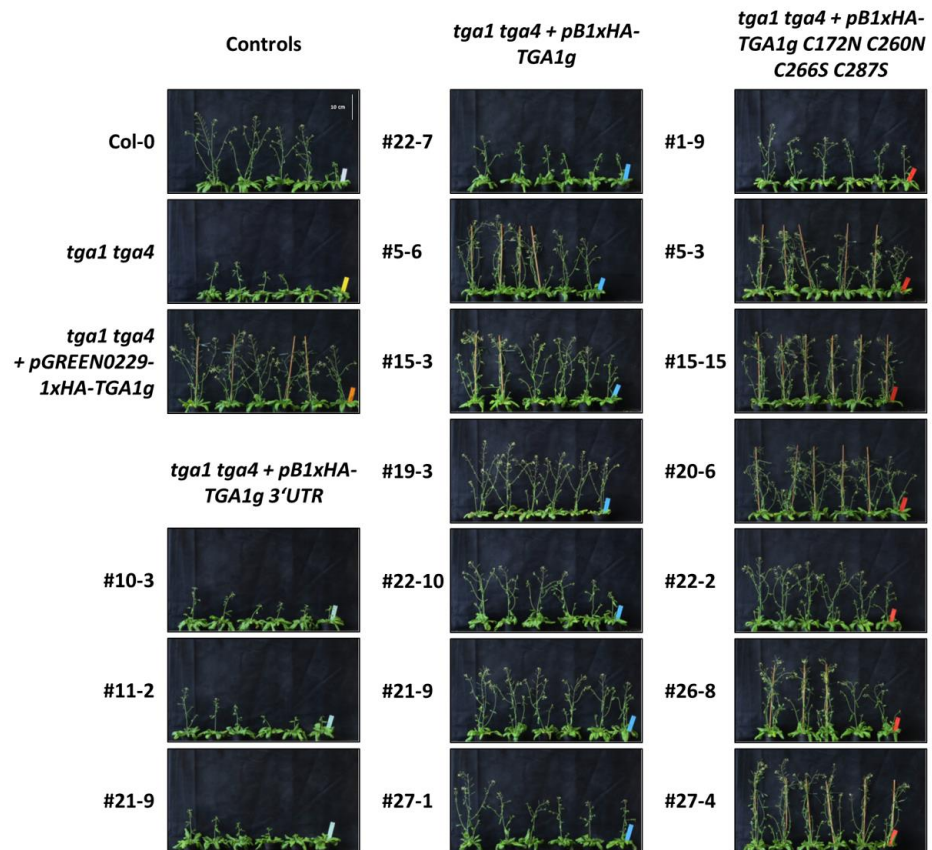 Controls
Col-0
10 cm
tga1 tga4
tga1 tga4
+ pGREEN0229-
1xHA-TGA1g
tga1 tga4 + pB1xHA-
TGA1g 3‘UTR
#10-3
#11-2
#21-9
tga1 tga4 + pB1xHA-
TGA1g
#22-7
#5-6
#15-3
#19-3
#22-10
#21-9
#27-1
tga1 tga4 + pB1xHA-
TGA1g C172N C260N
C266S C287S
#1-9
#5-3
#15-15
#20-6
#22-2
#26-8
#27-4